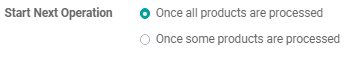 Start Next Operation Once all products are processed
Once some products are processed